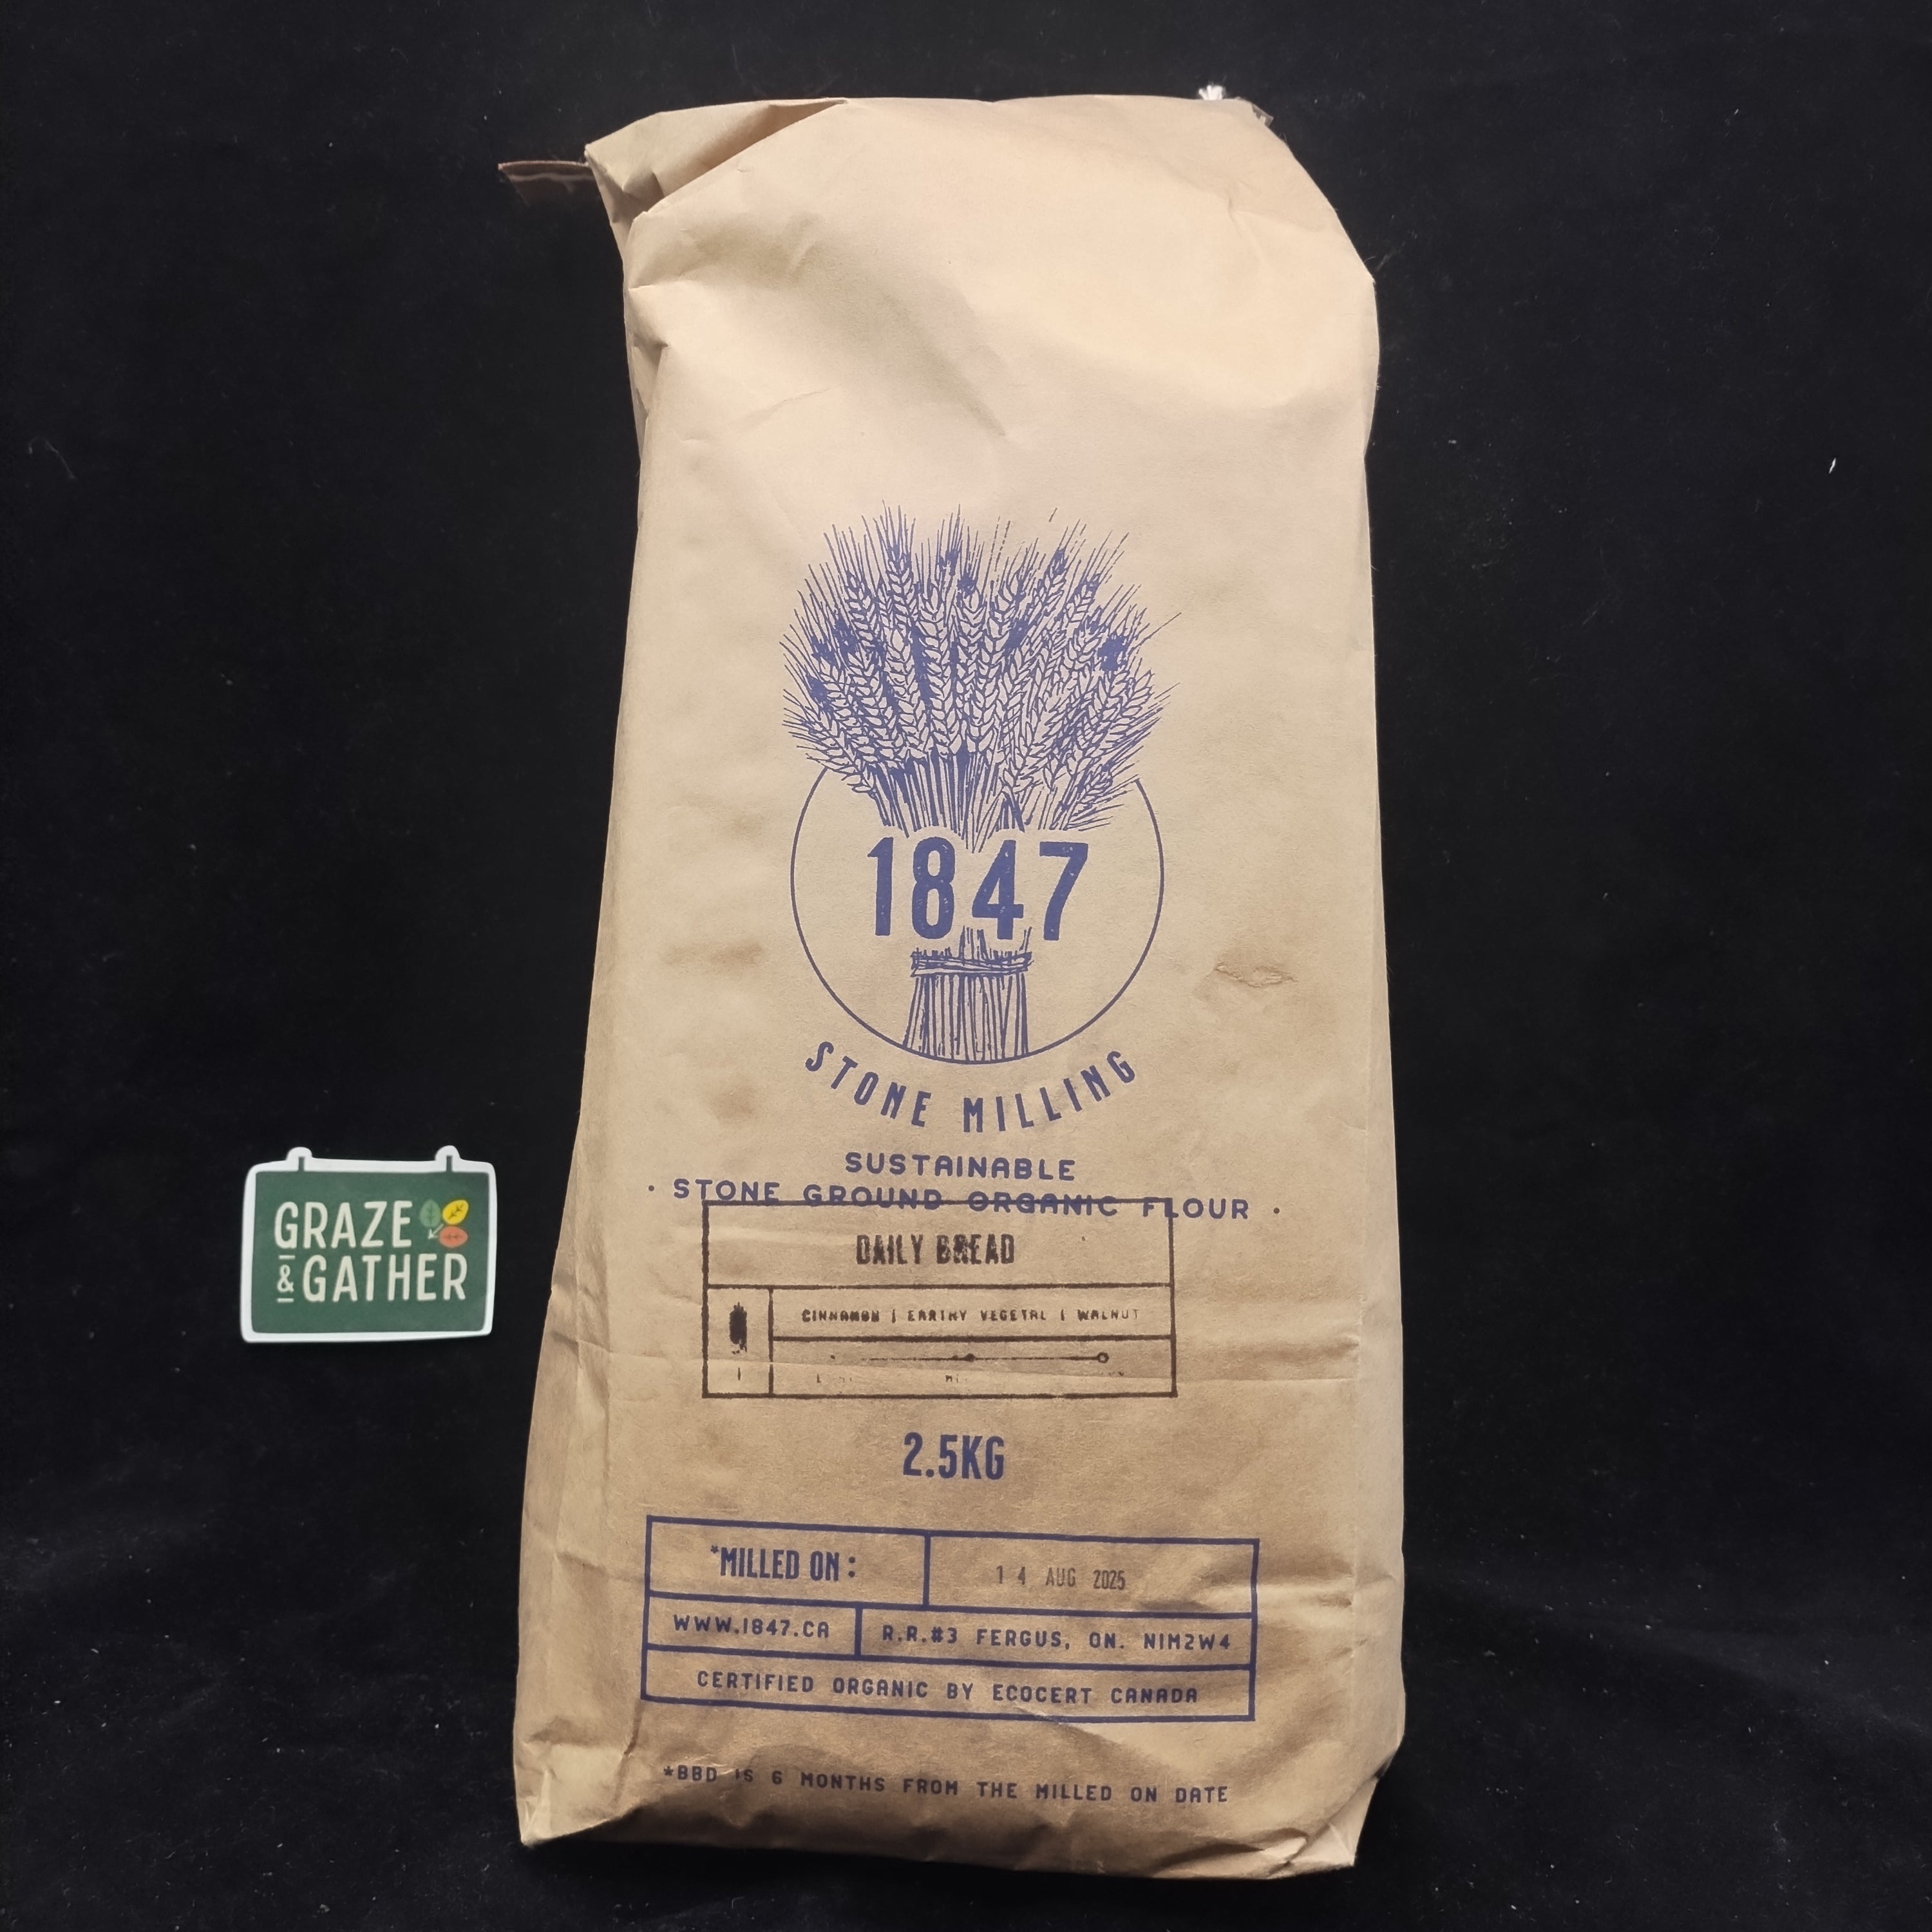 1847
STONE MILLING
SUSTAINABLE
· STONE GROUND ORGANIC FLOUR ·
DAILY BREAD
CINNAMON | EARTHY VEGETAL | WALNUT
2.5KG
*MILLED ON: 14 AUG 2025
WWW.1847.CA R.R.#3 FERGUS, ON. N1M2W4
CERTIFIED ORGANIC BY ECOCERT CANADA
*BBD IS 6 MONTHS FROM THE MILLED ON DATE
GRAZE
& GATHER